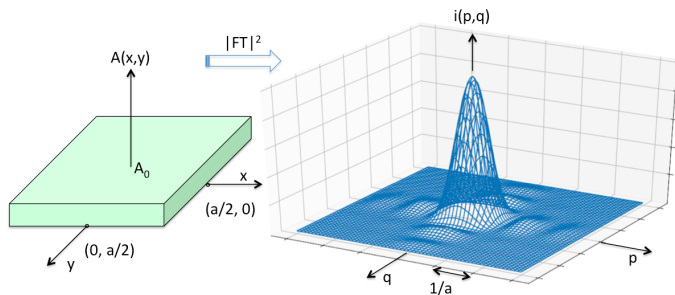 A(x,y)
|FT|²
i(p,q)
A₀
x
(a/2, 0)
(0, a/2)
y
p
q
1/a